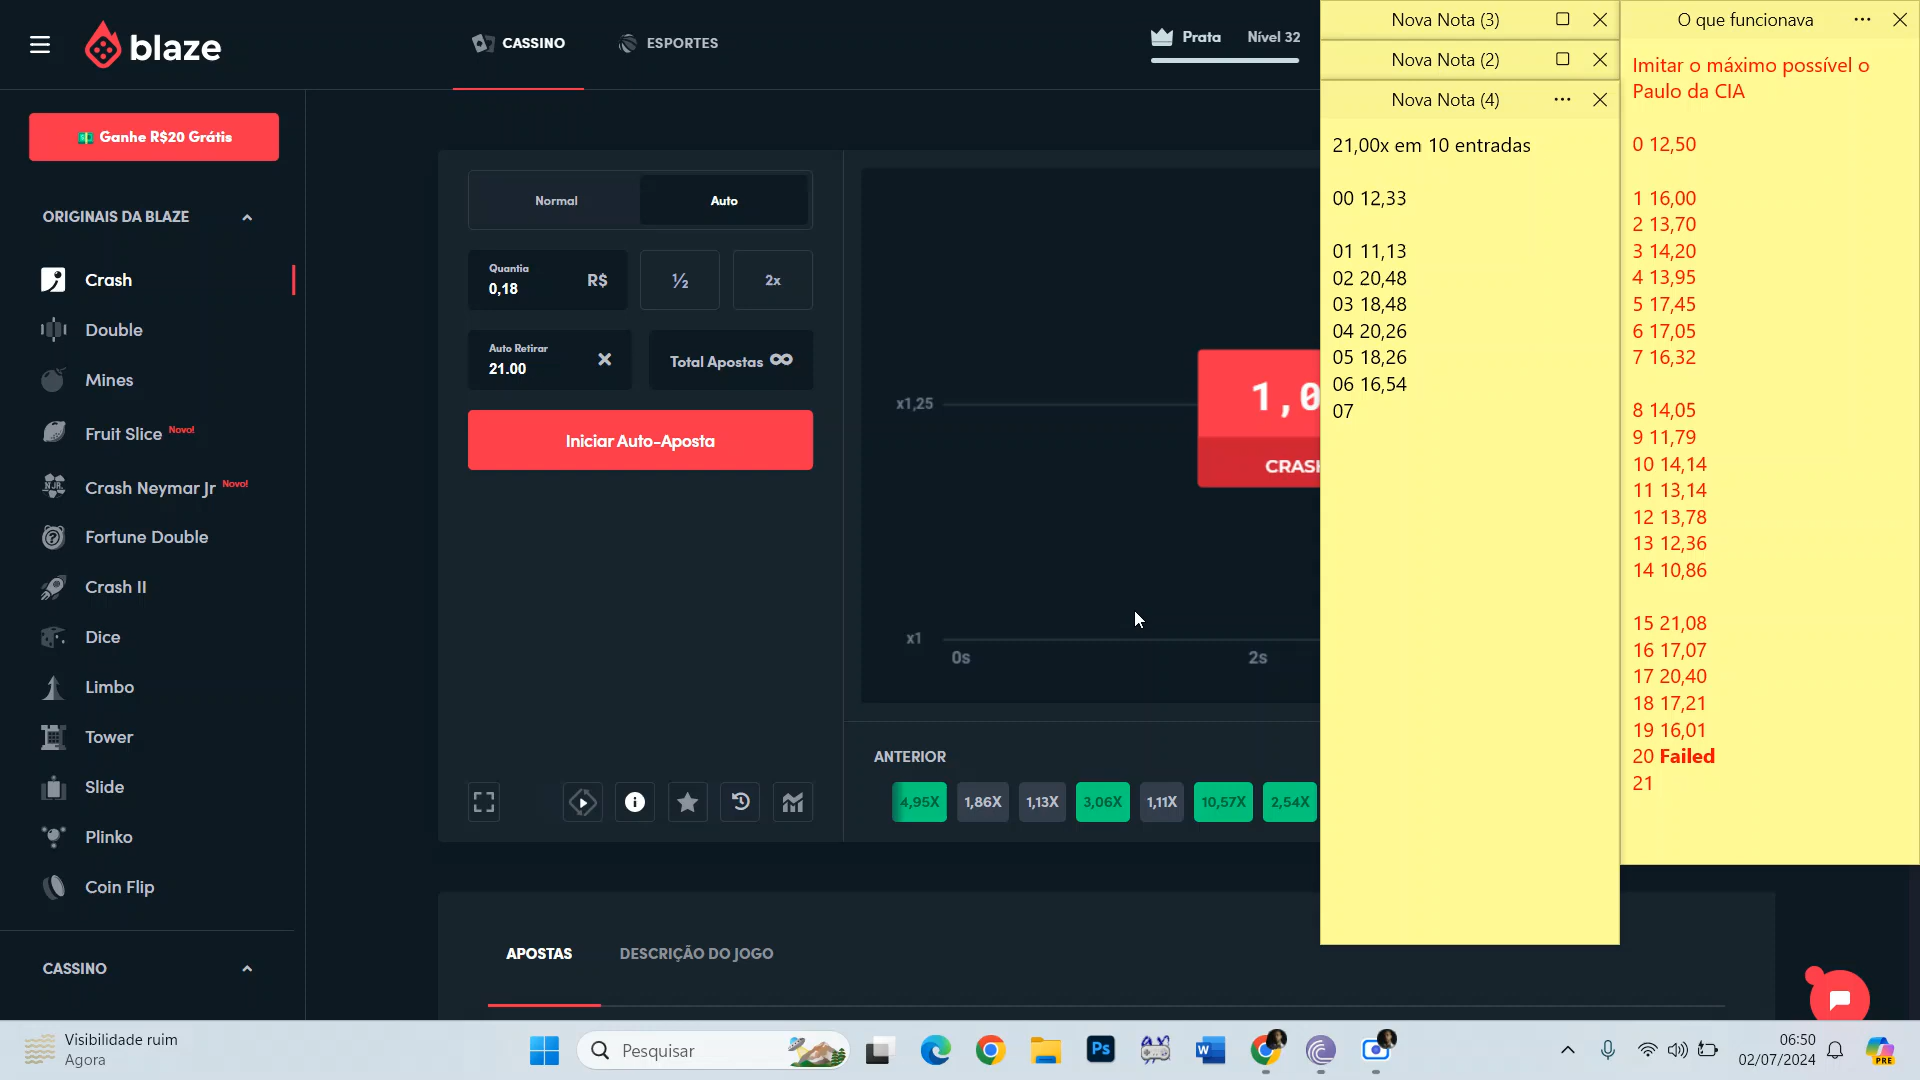 blaze
CASSINO
ESPORTES
Prata
Nível 32
Ganhe R$20 Grátis
ORIGINAIS DA BLAZE
Crash
Double
Mines
Fruit Slice Novo!
Crash Neymar Jr Novo!
Fortune Double
Crash II
Dice
Limbo
Tower
Slide
Plinko
Coin Flip
CASSINO
Normal
Auto
Quantia
0,18
R$
½
2x
Auto Retirar
21.00
Total Apostas
Iniciar Auto-Aposta
x1,25
1,0
CRASH
x1
0s
2s
ANTERIOR
4,95X
1,86X
1,13X
3,06X
1,11X
10,57X
2,54X
APOSTAS
DESCRIÇÃO DO JOGO
Nova Nota (3)
Nova Nota (2)
Nova Nota (4)
21,00x em 10 entradas
00 12,33
01 11,13
02 20,48
03 18,48
04 20,26
05 18,26
06 16,54
07
O que funcionava
Imitar o máximo possível o
Paulo da CIA
0 12,50
1 16,00
2 13,70
3 14,20
4 13,95
5 17,45
6 17,05
7 16,32
8 14,05
9 11,79
10 14,14
11 13,14
12 13,78
13 12,36
14 10,86
15 21,08
16 17,07
17 20,40
18 17,21
19 16,01
20 Failed
21
Visibilidade ruim
Agora
Pesquisar
Ps
W
06:50
02/07/2024
PRE